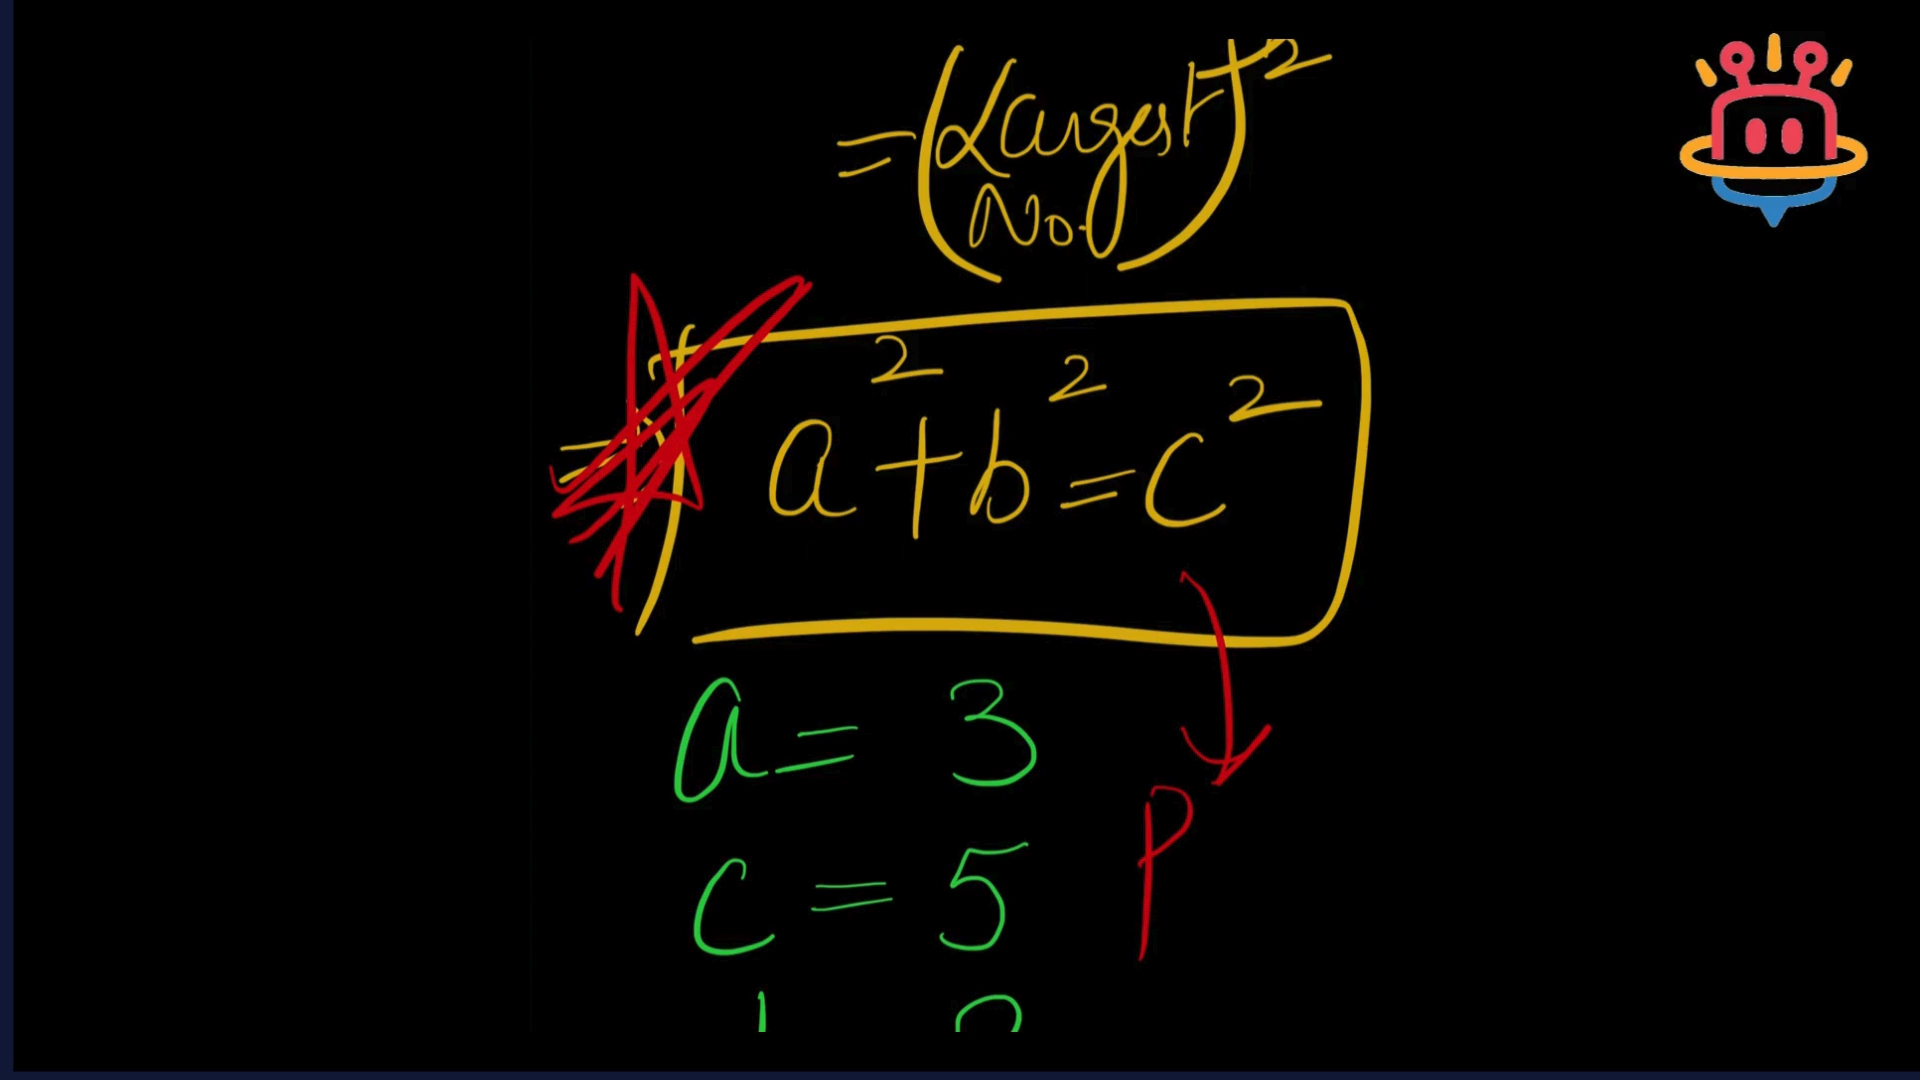 = (Largest No.)²
⇒ a² + b² = c²
a = 3
c = 5
P